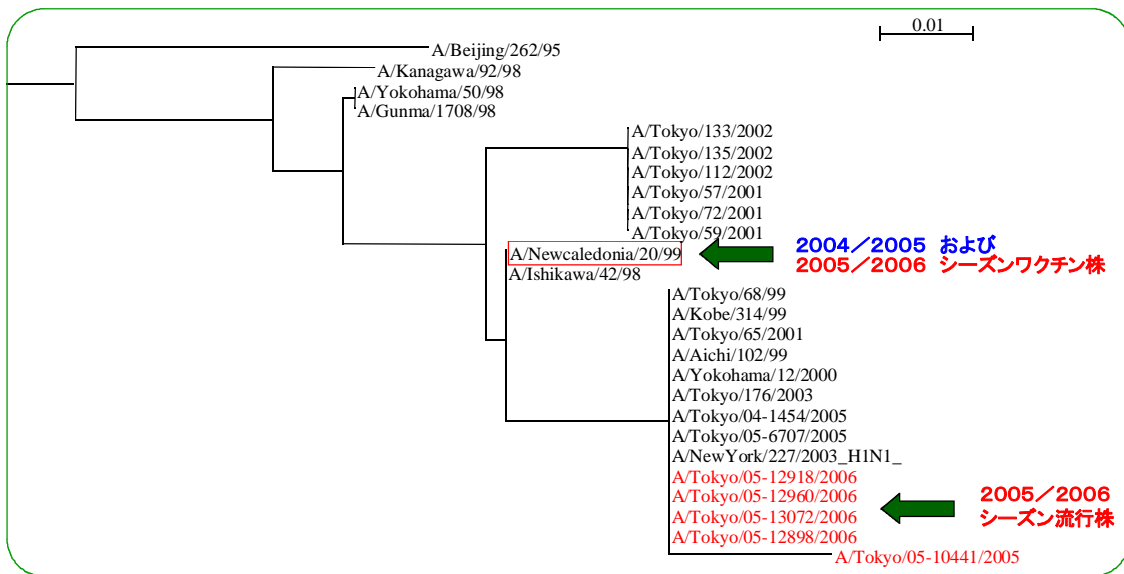 0.01
A/Beijing/262/95
A/Kanagawa/92/98
A/Yokohama/50/98
A/Gunma/1708/98
A/Tokyo/133/2002
A/Tokyo/135/2002
A/Tokyo/112/2002
A/Tokyo/57/2001
A/Tokyo/72/2001
A/Tokyo/59/2001
A/Newcaledonia/20/99
2004／2005 および
2005／2006 シーズンワクチン株
A/Ishikawa/42/98
A/Tokyo/68/99
A/Kobe/314/99
A/Tokyo/65/2001
A/Aichi/102/99
A/Yokohama/12/2000
A/Tokyo/176/2003
A/Tokyo/04-1454/2005
A/Tokyo/05-6707/2005
A/NewYork/227/2003_H1N1_
A/Tokyo/05-12918/2006
A/Tokyo/05-12960/2006
A/Tokyo/05-13072/2006
A/Tokyo/05-12898/2006
2005／2006
シーズン流行株
A/Tokyo/05-10441/2005